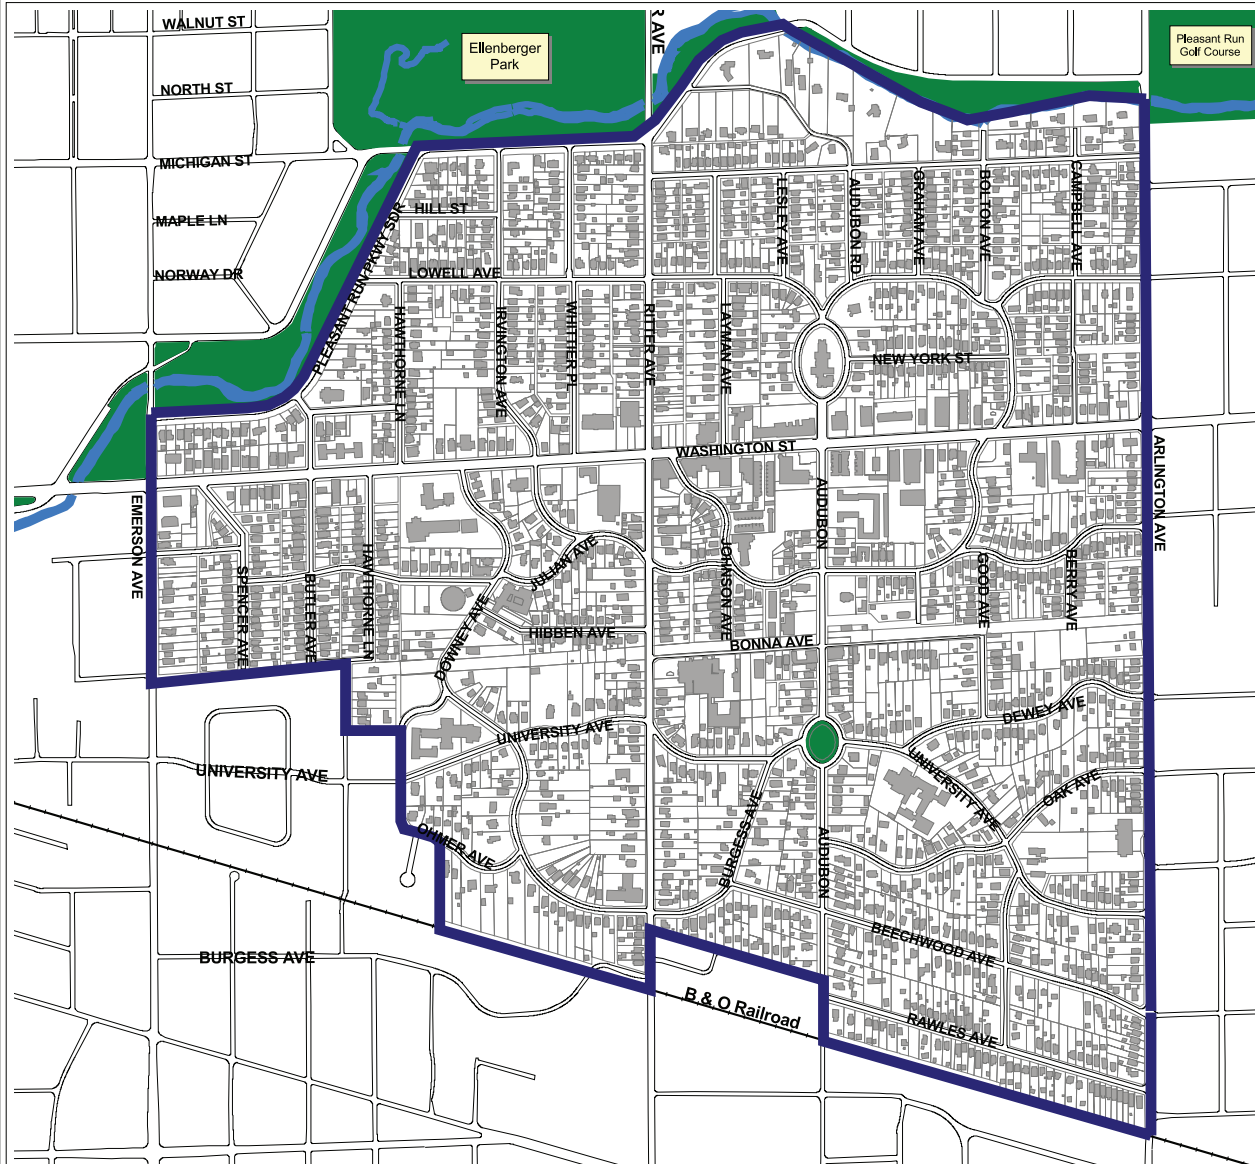 WALNUT ST
R AVE
Ellenberger
Park
Pleasant Run
Golf Course
NORTH ST
MICHIGAN ST
MAPLE LN
NORWAY DR
PLEASANT RUN PKWY SDR
HILL ST
LOWELL AVE
LESLEY AVE
AUDUBON RD
GRAHAM AVE
BOLTON AVE
CAMPBELL AVE
HAWTHORNE LN
IRVINGTON AVE
WHITTIER PL
RITTER AVE
LAYMAN AVE
NEW YORK ST
WASHINGTON ST
EMERSON AVE
AUDUBON
ARLINGTON AVE
SPENCER AVE
BUTLER AVE
HAWTHORNE LN
JULIAN AVE
JOHNSON AVE
GOOD AVE
BERRY AVE
DOWNEY AVE
HIBBEN AVE
BONNA AVE
DEWEY AVE
UNIVERSITY AVE
UNIVERSITY AVE
UNIVERSITY AVE
OAK AVE
OHMER AVE
BURGESS AVE
AUDUBON
BEECHWOOD AVE
BURGESS AVE
B & O Railroad
RAWLES AVE